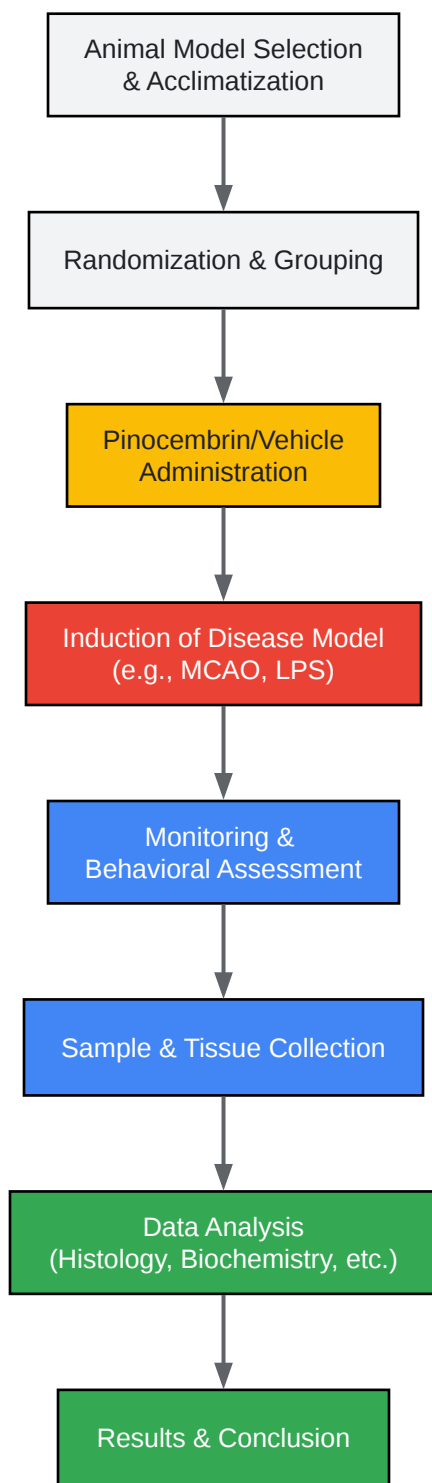 Animal Model Selection
& Acclimatization
Randomization & Grouping
Pinocembrin/Vehicle
Administration
Induction of Disease Model
(e.g., MCAO, LPS)
Monitoring &
Behavioral Assessment
Sample & Tissue Collection
Data Analysis
(Histology, Biochemistry, etc.)
Results & Conclusion